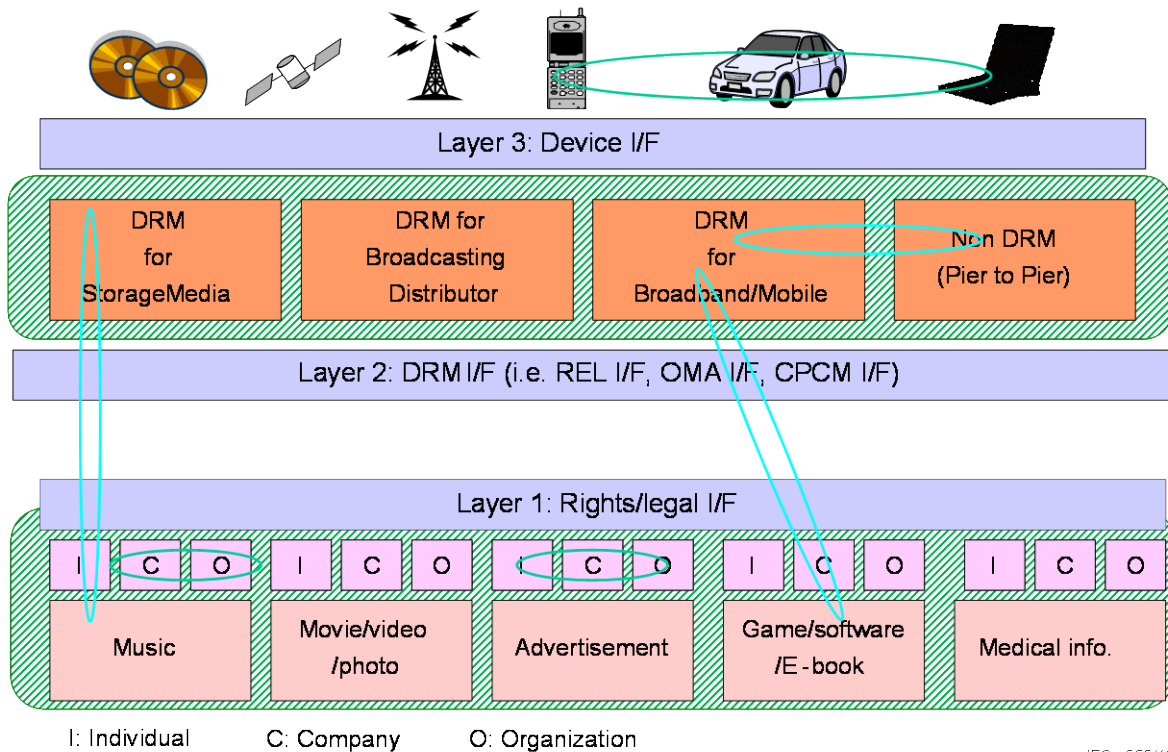 Layer 3: Device I/F
DRM
for
StorageMedia
DRM for
Broadcasting
Distributor
DRM
for
Broadband/Mobile
Non DRM
(Pier to Pier)
Layer 2: DRM I/F (i.e. REL I/F, OMA I/F, CPCM I/F)
Layer 1: Rights/legal I/F
I C O I C O I C O I C O I C O
Music
Movie/video
/photo
Advertisement
Game/software
/E-book
Medical info.
I: Individual C: Company O: Organization